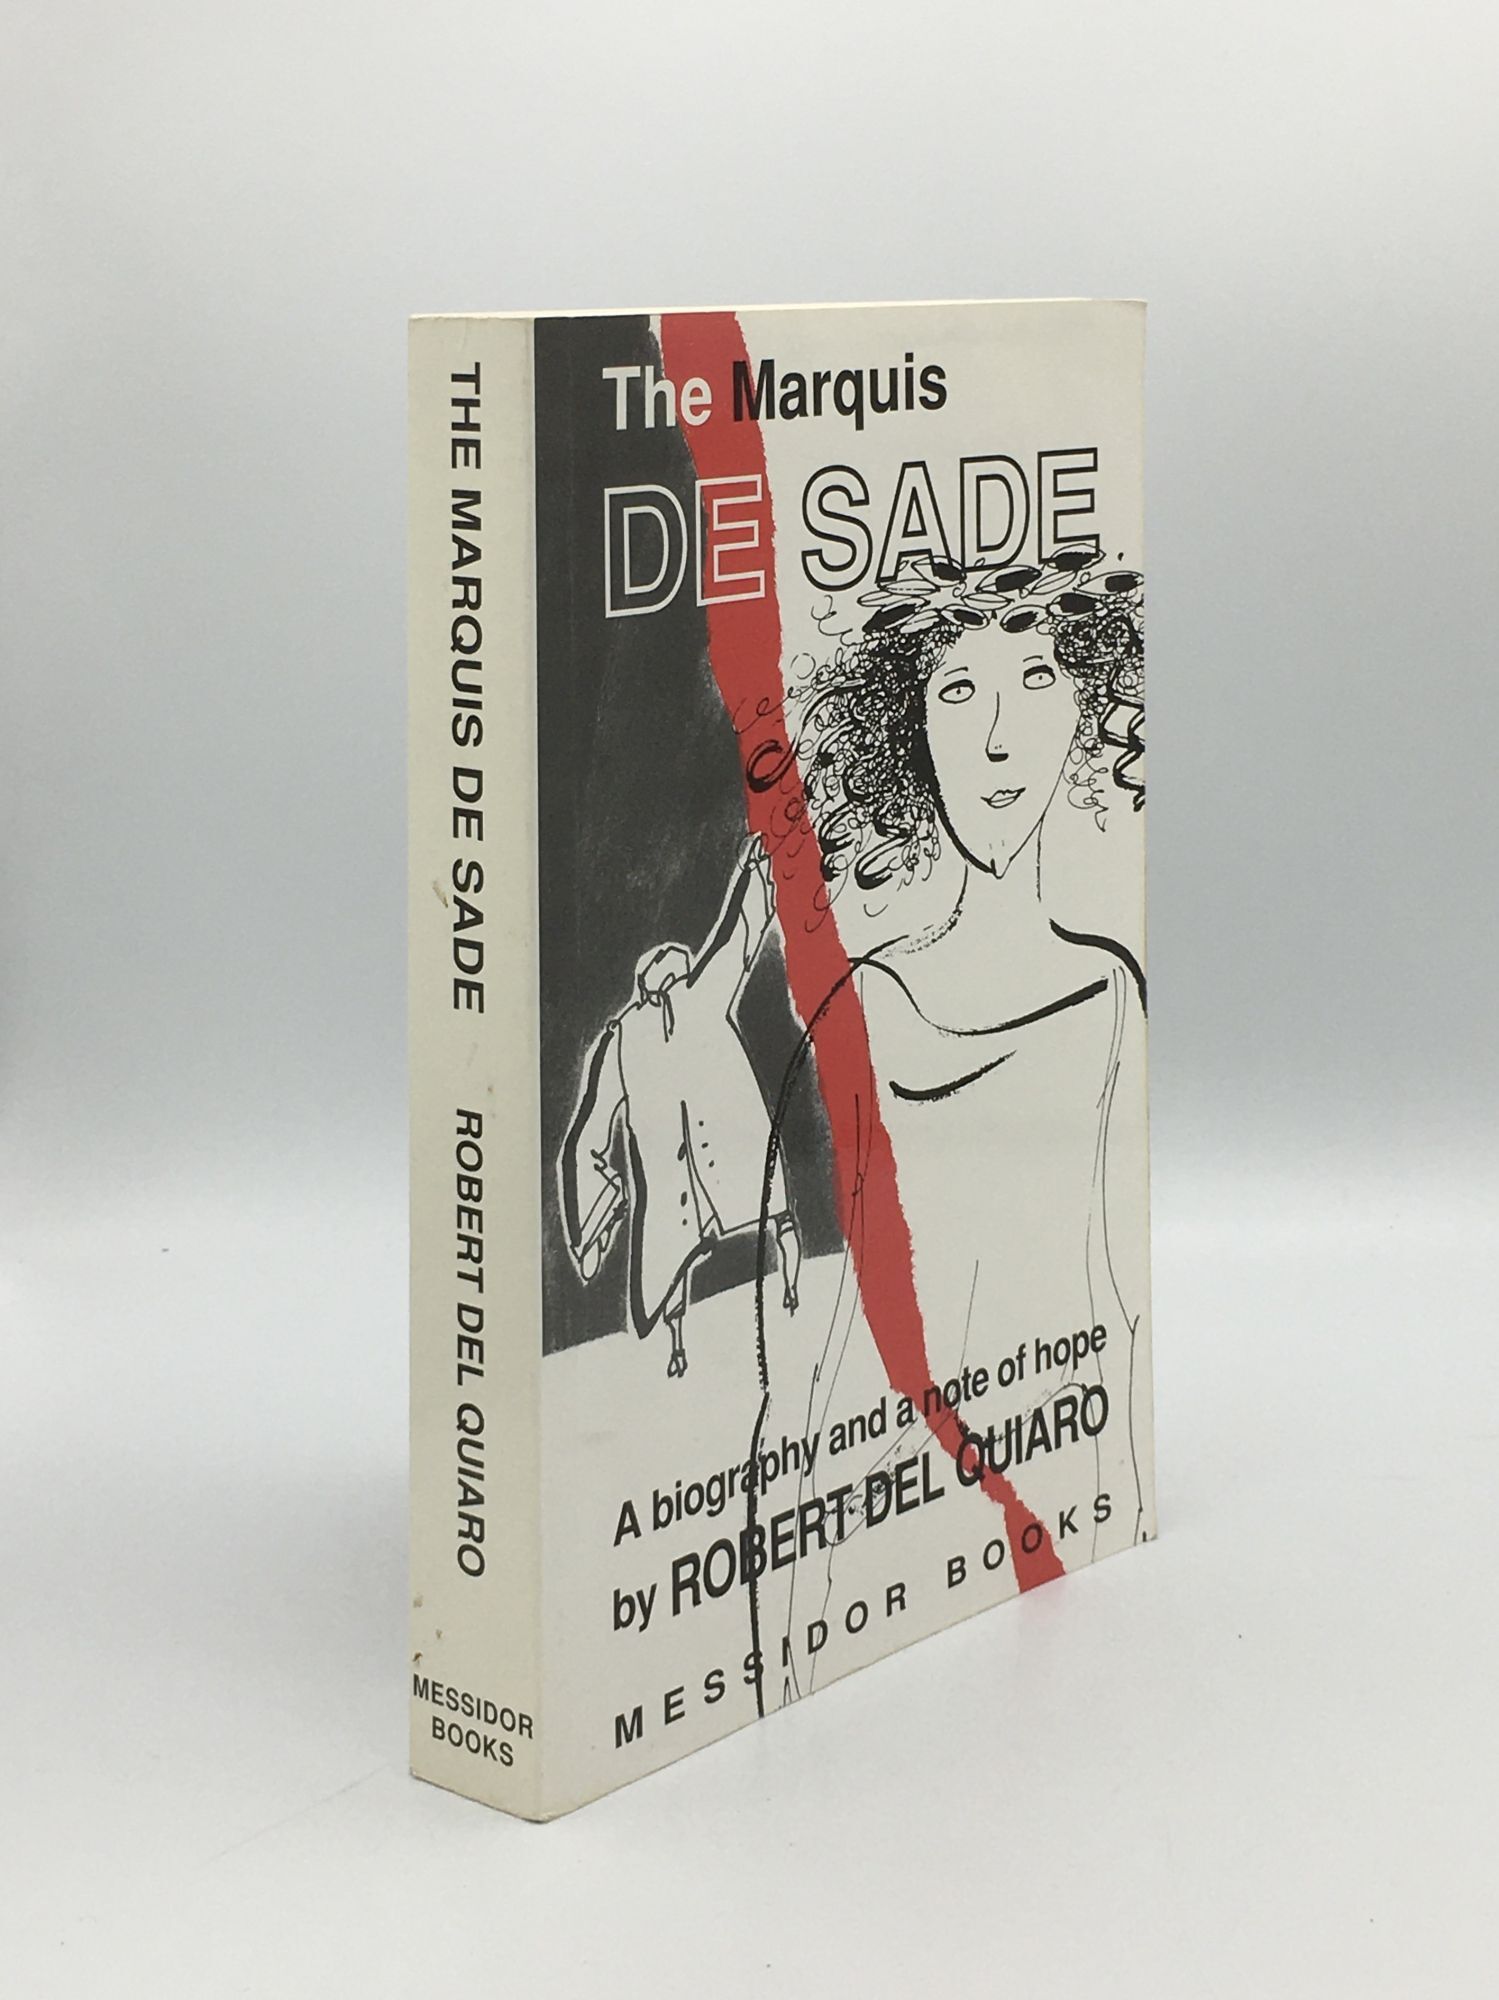 THE MARQUIS DE SADE ROBERT DEL QUIARO
MESSIDOR
BOOKS
The Marquis
DE SADE
A biography and a note of hope
by ROBERT DEL QUIARO
MESSIDOR BOOKS